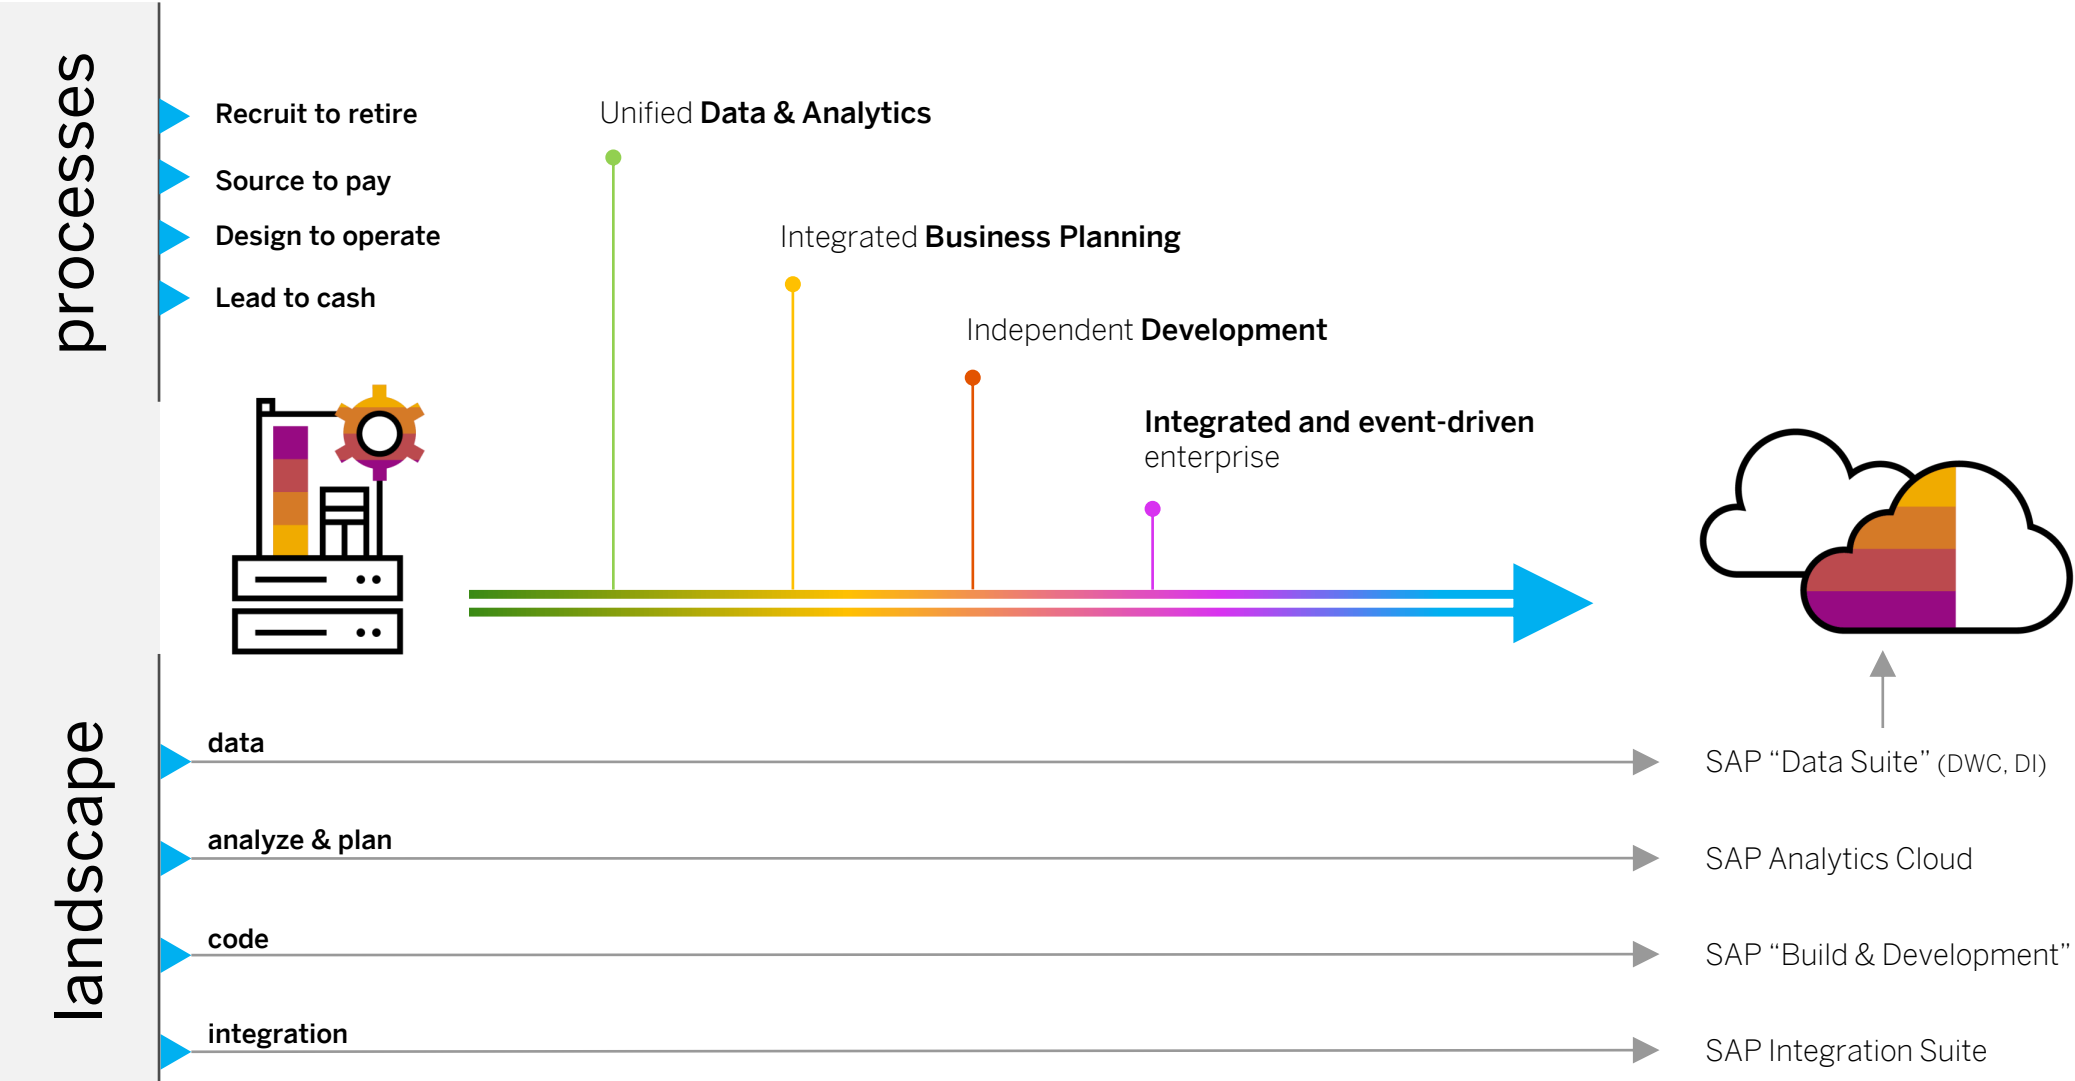 processes
Recruit to retire
Source to pay
Design to operate
Lead to cash
Unified Data & Analytics
Integrated Business Planning
Independent Development
Integrated and event-driven
enterprise
landscape
data
SAP “Data Suite” (DWC, DI)
analyze & plan
SAP Analytics Cloud
code
SAP “Build & Development”
integration
SAP Integration Suite